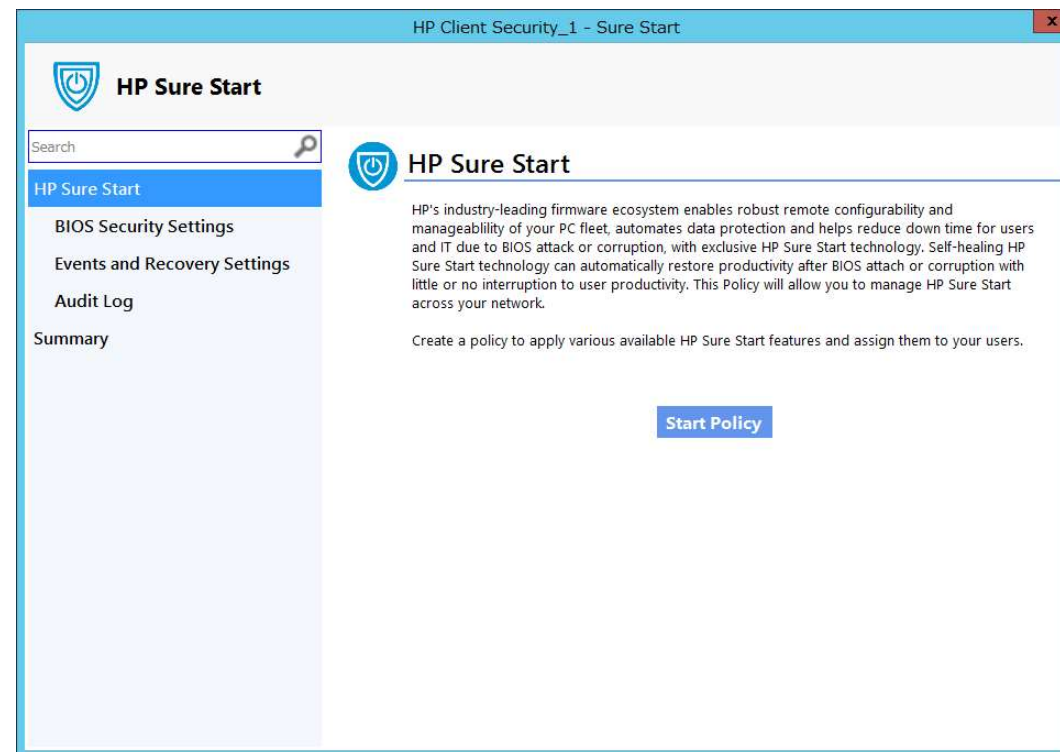 HP Client Security_1 - Sure Start
x
HP Sure Start
Search
HP Sure Start
BIOS Security Settings
Events and Recovery Settings
Audit Log
Summary
HP Sure Start
HP's industry-leading firmware ecosystem enables robust remote configurability and
manageablility of your PC fleet, automates data protection and helps reduce down time for users
and IT due to BIOS attack or corruption, with exclusive HP Sure Start technology. Self-healing HP
Sure Start technology can automatically restore productivity after BIOS attach or corruption with
little or no interruption to user productivity. This Policy will allow you to manage HP Sure Start
across your network.
Create a policy to apply various available HP Sure Start features and assign them to your users.
Start Policy